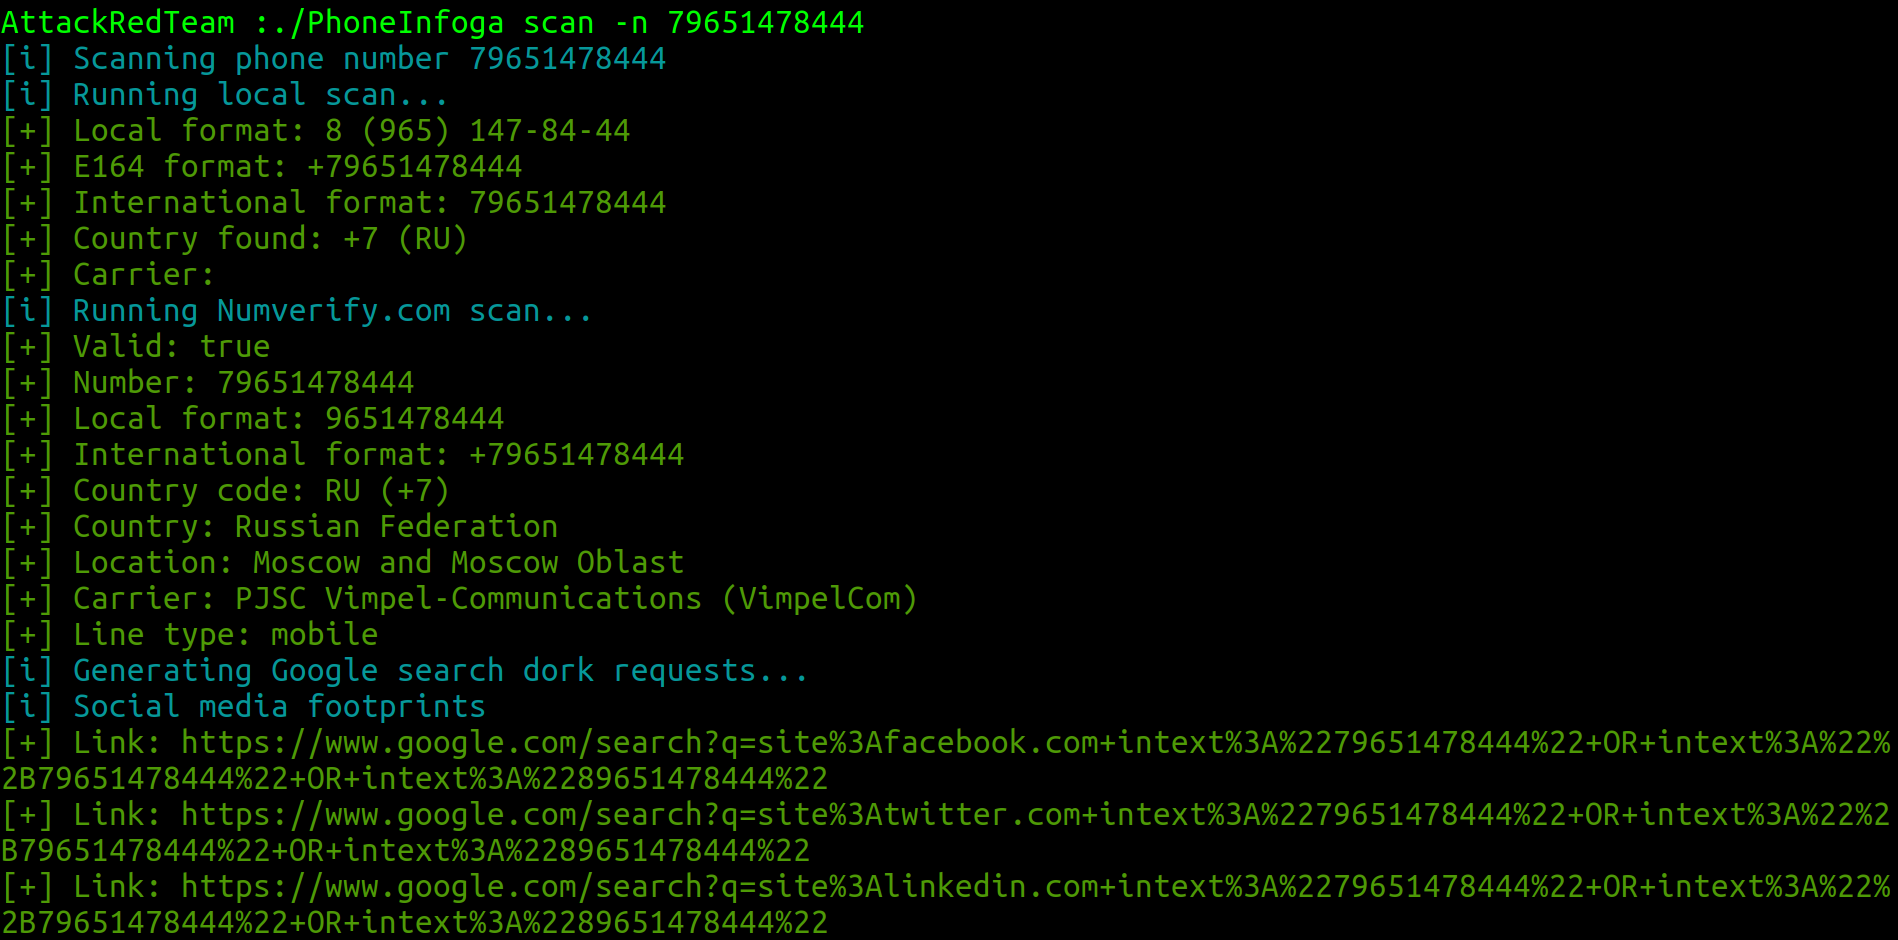 AttackRedTeam :./PhoneInfoga scan -n 79651478444
[i] Scanning phone number 79651478444
[i] Running local scan...
[+] Local format: 8 (965) 147-84-44
[+] E164 format: +79651478444
[+] International format: 79651478444
[+] Country found: +7 (RU)
[+] Carrier:
[i] Running Numverify.com scan...
[+] Valid: true
[+] Number: 79651478444
[+] Local format: 9651478444
[+] International format: +79651478444
[+] Country code: RU (+7)
[+] Country: Russian Federation
[+] Location: Moscow and Moscow Oblast
[+] Carrier: PJSC Vimpel-Communications (VimpelCom)
[+] Line type: mobile
[i] Generating Google search dork requests...
[i] Social media footprints
[+] Link: https://www.google.com/search?q=site%3Afacebook.com+intext%3A%2279651478444%22+OR+intext%3A%22%
2B79651478444%22+OR+intext%3A%2289651478444%22
[+] Link: https://www.google.com/search?q=site%3Atwitter.com+intext%3A%2279651478444%22+OR+intext%3A%22%2
B79651478444%22+OR+intext%3A%2289651478444%22
[+] Link: https://www.google.com/search?q=site%3Alinkedin.com+intext%3A%2279651478444%22+OR+intext%3A%22%
2B79651478444%22+OR+intext%3A%2289651478444%22